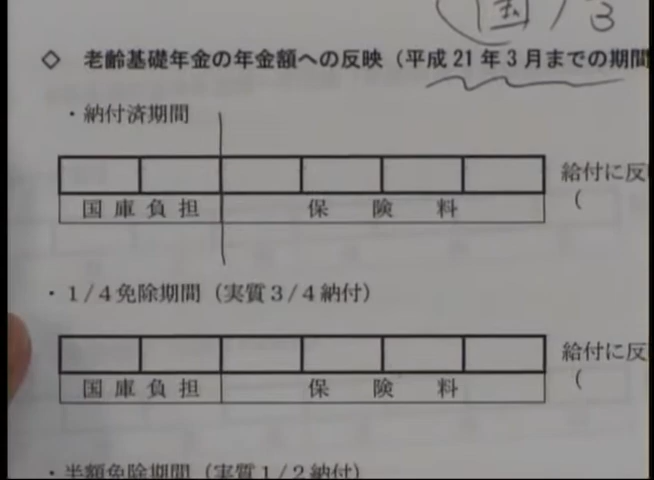 国/3
◇ 老齢基礎年金の年金額への反映（平成21年3月までの期間
・納付済期間
給付に反
国庫負担 保険料
（
・1/4免除期間（実質3/4納付）
給付に反
国庫負担 保険料
（
・半額免除期間（実質1/2納付）